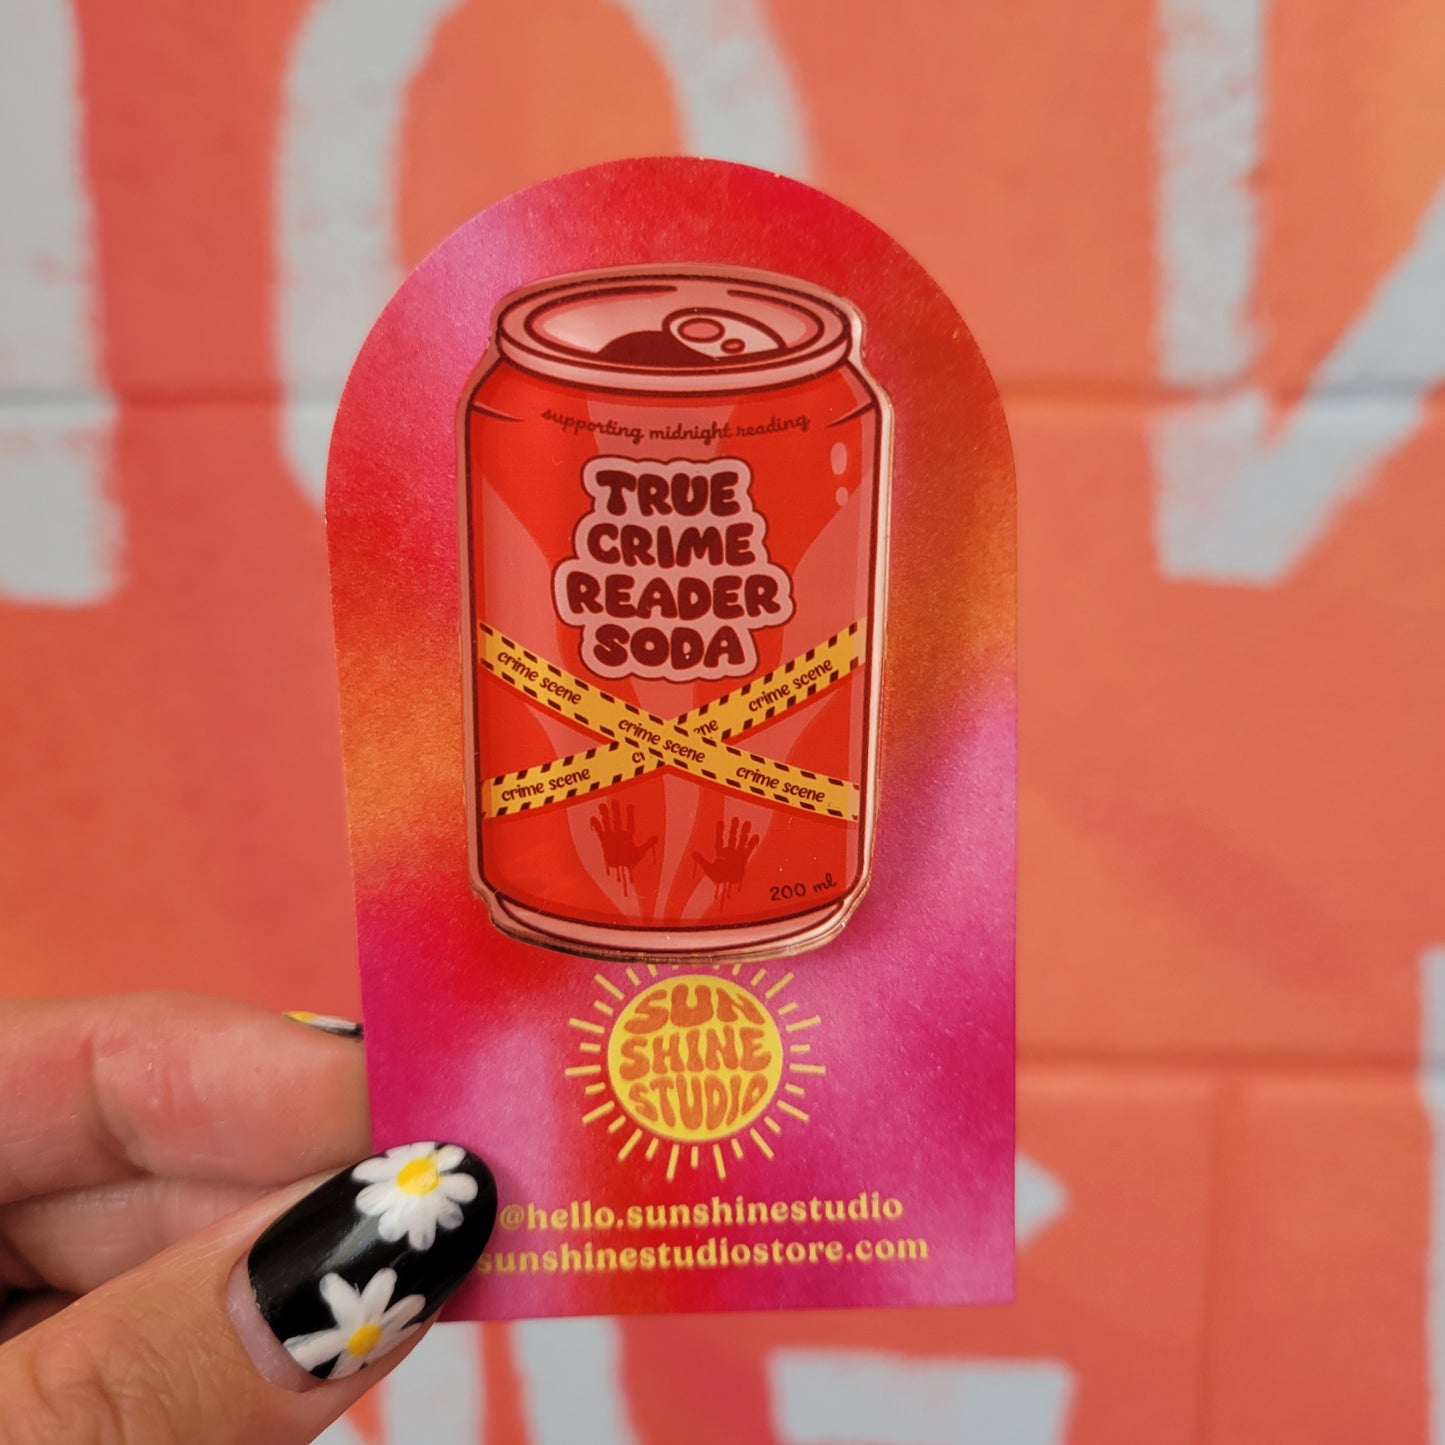 supporting midnight reading
TRUE
CRIME
READER
SODA
crime scene
crime scene
crime scene
crime scene
crime scene
200 ml
SUN
SHINE
STUDIO
@hello.sunshinestudio
sunshinestudiostore.com